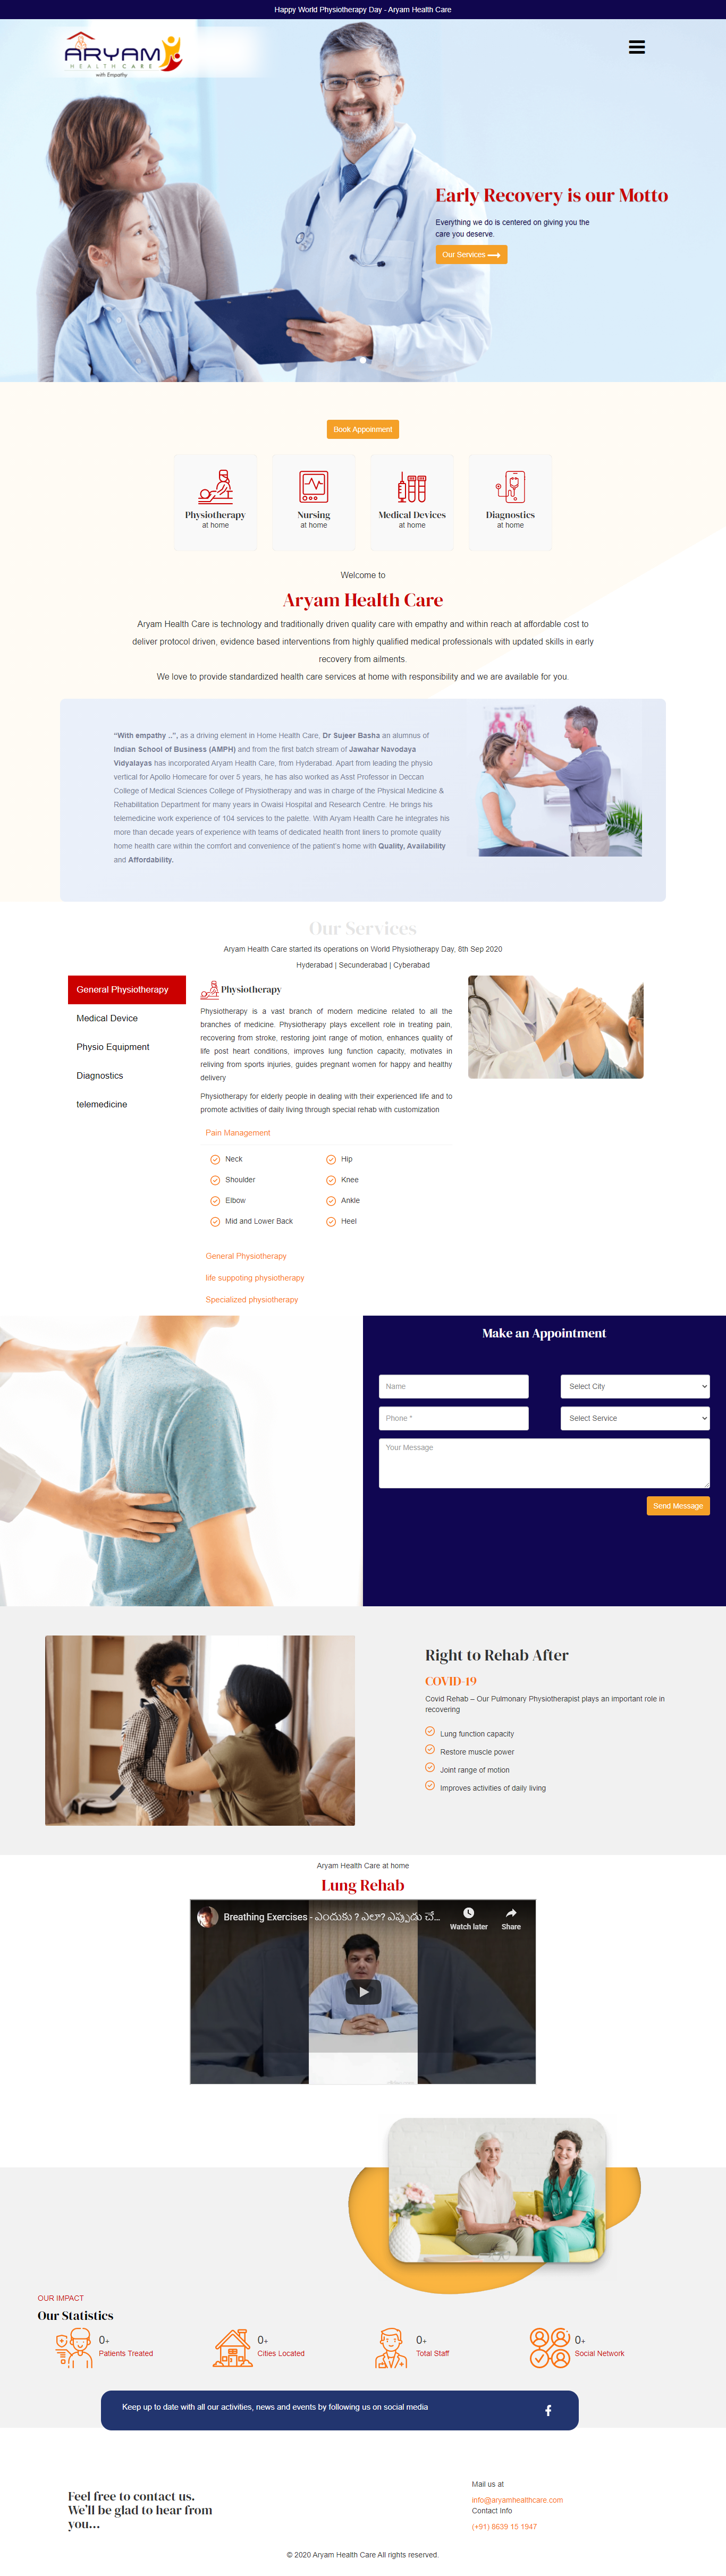 Happy World Physiotherapy Day - Aryam Health Care
ARYAM
HEALTH CARE
with Empathy
Early Recovery is our Motto
Everything we do is centered on giving you the
care you deserve.
Our Services
Book Appoinment
Physiotherapy
at home
Nursing
at home
Medical Devices
at home
Diagnostics
at home
Welcome to
Aryam Health Care
Aryam Health Care is technology and traditionally driven quality care with empathy and within reach at affordable cost to
deliver protocol driven, evidence based interventions from highly qualified medical professionals with updated skills in early
recovery from ailments.
We love to provide standardized health care services at home with responsibility and we are available for you.
“With empathy ..”, as a driving element in Home Health Care, Dr Sujeer Basha an alumnus of
Indian School of Business (AMPH) and from the first batch stream of Jawahar Navodaya
Vidyalayas has incorporated Aryam Health Care, from Hyderabad. Apart from leading the physio
vertical for Apollo Homecare for over 5 years, he has also worked as Asst Professor in Deccan
College of Medical Sciences College of Physiotherapy and was in charge of the Physical Medicine &
Rehabilitation Department for many years in Owaisi Hospital and Research Centre. He brings his
telemedicine work experience of 104 services to the palette. With Aryam Health Care he integrates his
more than decade years of experience with teams of dedicated health front liners to promote quality
home health care within the comfort and convenience of the patient’s home with Quality, Availability
and Affordability.
Our Services
Aryam Health Care started its operations on World Physiotherapy Day, 8th Sep 2020
Hyderabad | Secunderabad | Cyberabad
General Physiotherapy
Medical Device
Physio Equipment
Diagnostics
telemedicine
Physiotherapy
Physiotherapy is a vast branch of modern medicine related to all the
branches of medicine. Physiotherapy plays excellent role in treating pain,
recovering from stroke, restoring joint range of motion, enhances quality of
life post heart conditions, improves lung function capacity, motivates in
reliving from sports injuries, guides pregnant women for happy and healthy
delivery
Physiotherapy for elderly people in dealing with their experienced life and to
promote activities of daily living through special rehab with customization
Pain Management
Neck
Hip
Shoulder
Knee
Elbow
Ankle
Mid and Lower Back
Heel
General Physiotherapy
life suppoting physiotherapy
Specialized physiotherapy
Make an Appointment
Name
Select City
Phone *
Select Service
Your Message
Send Message
Right to Rehab After
COVID-19
Covid Rehab – Our Pulmonary Physiotherapist plays an important role in
recovering
Lung function capacity
Restore muscle power
Joint range of motion
Improves activities of daily living
Aryam Health Care at home
Lung Rehab
Breathing Exercises - ఎందుకు ? ఎలా? ఎప్పుడు చే...
Watch later
Share
OUR IMPACT
Our Statistics
0+
Patients Treated
0+
Cities Located
0+
Total Staff
0+
Social Network
Keep up to date with all our activities, news and events by following us on social media
Feel free to contact us.
We’ll be glad to hear from
you...
Mail us at
info@aryamhealthcare.com
Contact Info
(+91) 8639 15 1947
© 2020 Aryam Health Care All rights reserved.